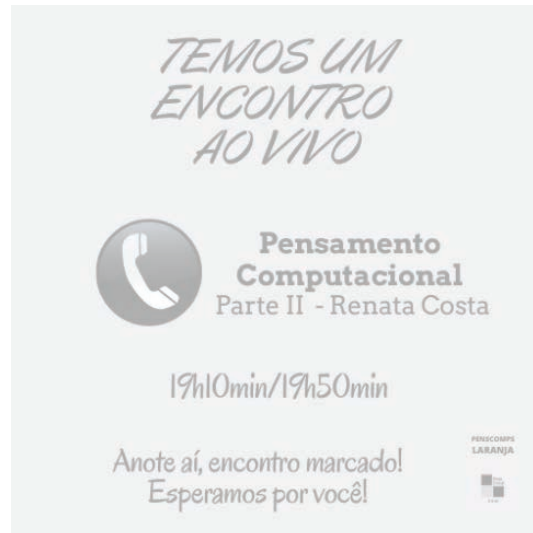 TEMOS UM
ENCONTRO
AO VIVO
Pensamento
Computacional
Parte II - Renata Costa
19h10min/19h50min
Anote aí, encontro marcado!
Esperamos por você!
PENSCOMPS
LARANJA